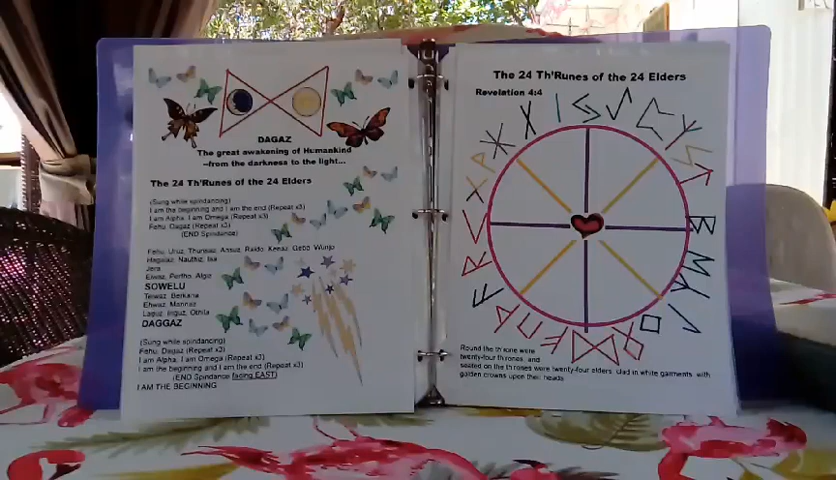 DAGAZ
The great awakening of Humankind
--from the darkness to the light...
The 24 Th'Runes of the 24 Elders
(Sung while spindancing)
I am the beginning and I am the end (Repeat x3)
I am Alpha, I am Omega (Repeat x3)
Fehu, Dagaz (Repeat x3)
(END Spindance)
Fehu, Uruz, Thurisaz, Ansuz, Raido, Kenaz, Gebo, Wunjo
Hagalaz, Nauthiz, Isa
Jera
Eiwaz, Pertho, Algiz
SOWELU
Teiwaz, Berkana
Ehwaz, Mannaz
Laguz, Inguz, Othila
DAGGAZ
(Sung while spindancing)
Fehu, Dagaz (Repeat x2)
I am Alpha, I am Omega (Repeat x3)
I am the beginning and I am the end (Repeat x3)
(END Spindance facing EAST)
I AM THE BEGINNING
The 24 Th'Runes of the 24 Elders
Revelation 4:4
Round the throne were
twenty-four thrones, and
seated on the thrones were twenty-four elders, clad in white garments, with
golden crowns upon their heads